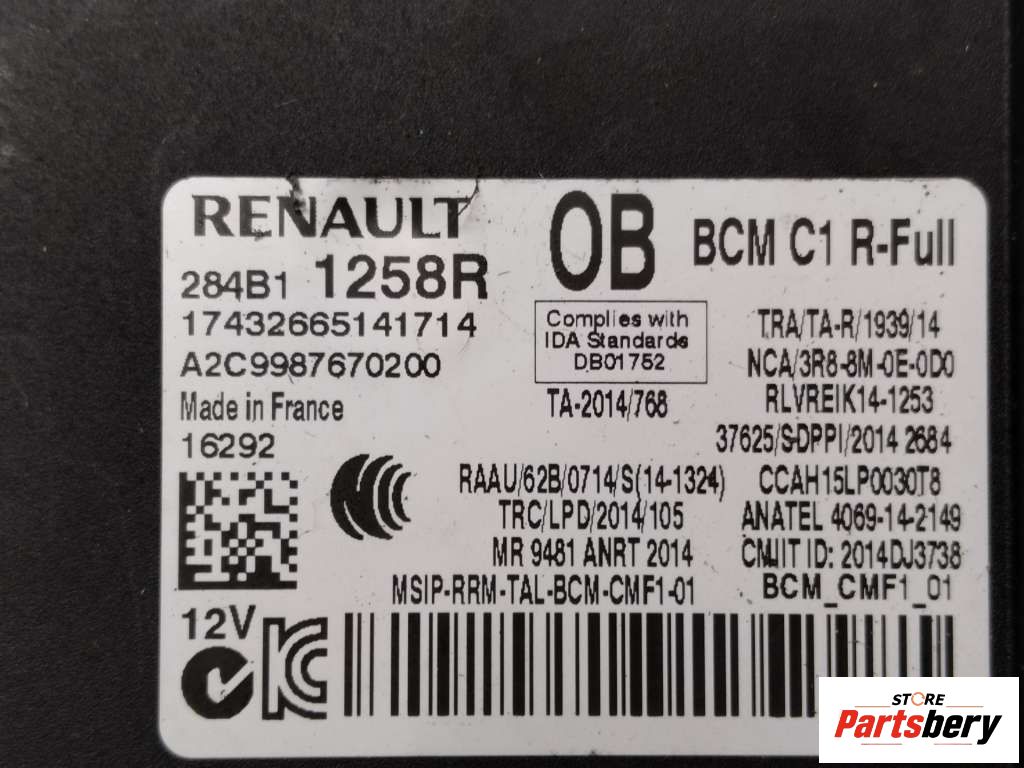 RENAULT
OB
BCM C1 R-Full
284B1 1258R
17432665141714
A2C9987670200
Made in France
16292
Complies with
IDA Standards
DB01752
TA-2014/768
TRA/TA-R/1939/14
NCA/3R8-8M-0E-0D0
RLVREIK14-1253
37625/SDPPI/2014 2684
RAAU/62B/0714/S(14-1324)
CCAH15LP0030T8
TRC/LPD/2014/105
ANATEL 4069-14-2149
MR 9481 ANRT 2014
CMIIT ID: 2014DJ3738
MSIP-RRM-TAL-BCM-CMF1-01
BCM_CMF1_01
12V
STORE
Partsbery